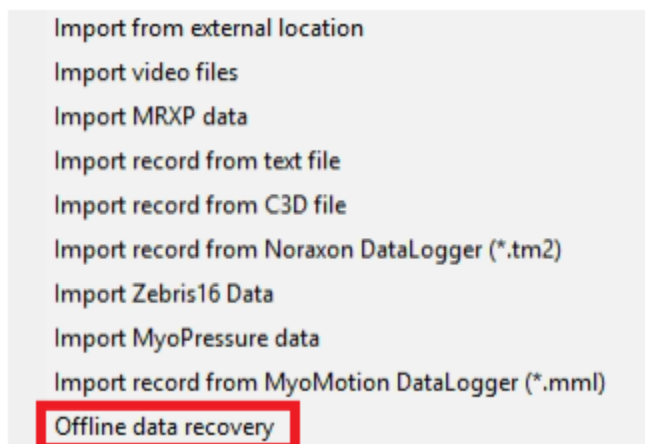 Import from external location
Import video files
Import MRXP data
Import record from text file
Import record from C3D file
Import record from Noraxon DataLogger (*.tm2)
Import Zebris16 Data
Import MyoPressure data
Import record from MyoMotion DataLogger (*.mml)
Offline data recovery